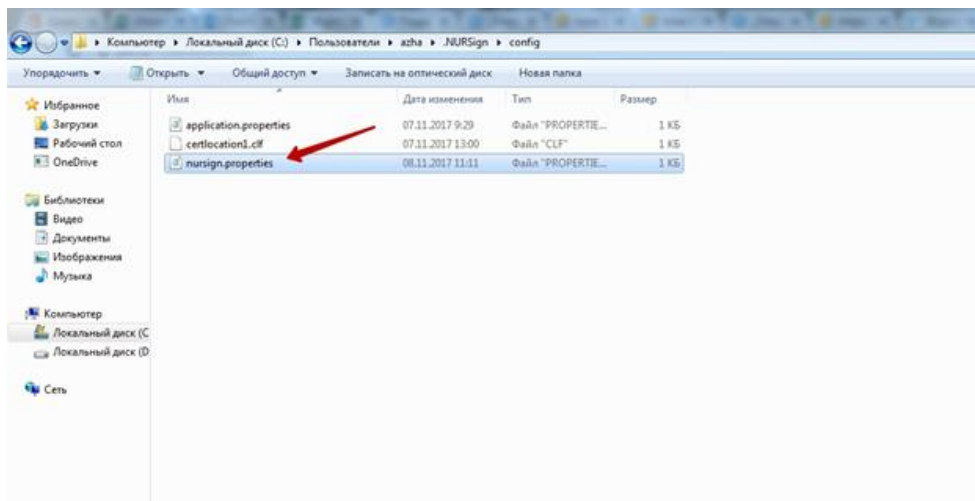 Компьютер ▸ Локальный диск (C:) ▸ Пользователи ▸ azha ▸ .NURSign ▸ config
Упорядочить Открыть Общий доступ Записать на оптический диск Новая папка
Имя Дата изменения Тип Размер
application.properties 07.11.2017 9:29 Файл "PROPERTIE... 1 КБ
certlocation1.clf 07.11.2017 13:00 Файл "CLF" 1 КБ
nursign.properties 08.11.2017 11:11 Файл "PROPERTIE... 1 КБ
Избранное
Загрузки
Рабочий стол
OneDrive
Библиотеки
Видео
Документы
Изображения
Музыка
Компьютер
Локальный диск (C
Локальный диск (D
Сеть